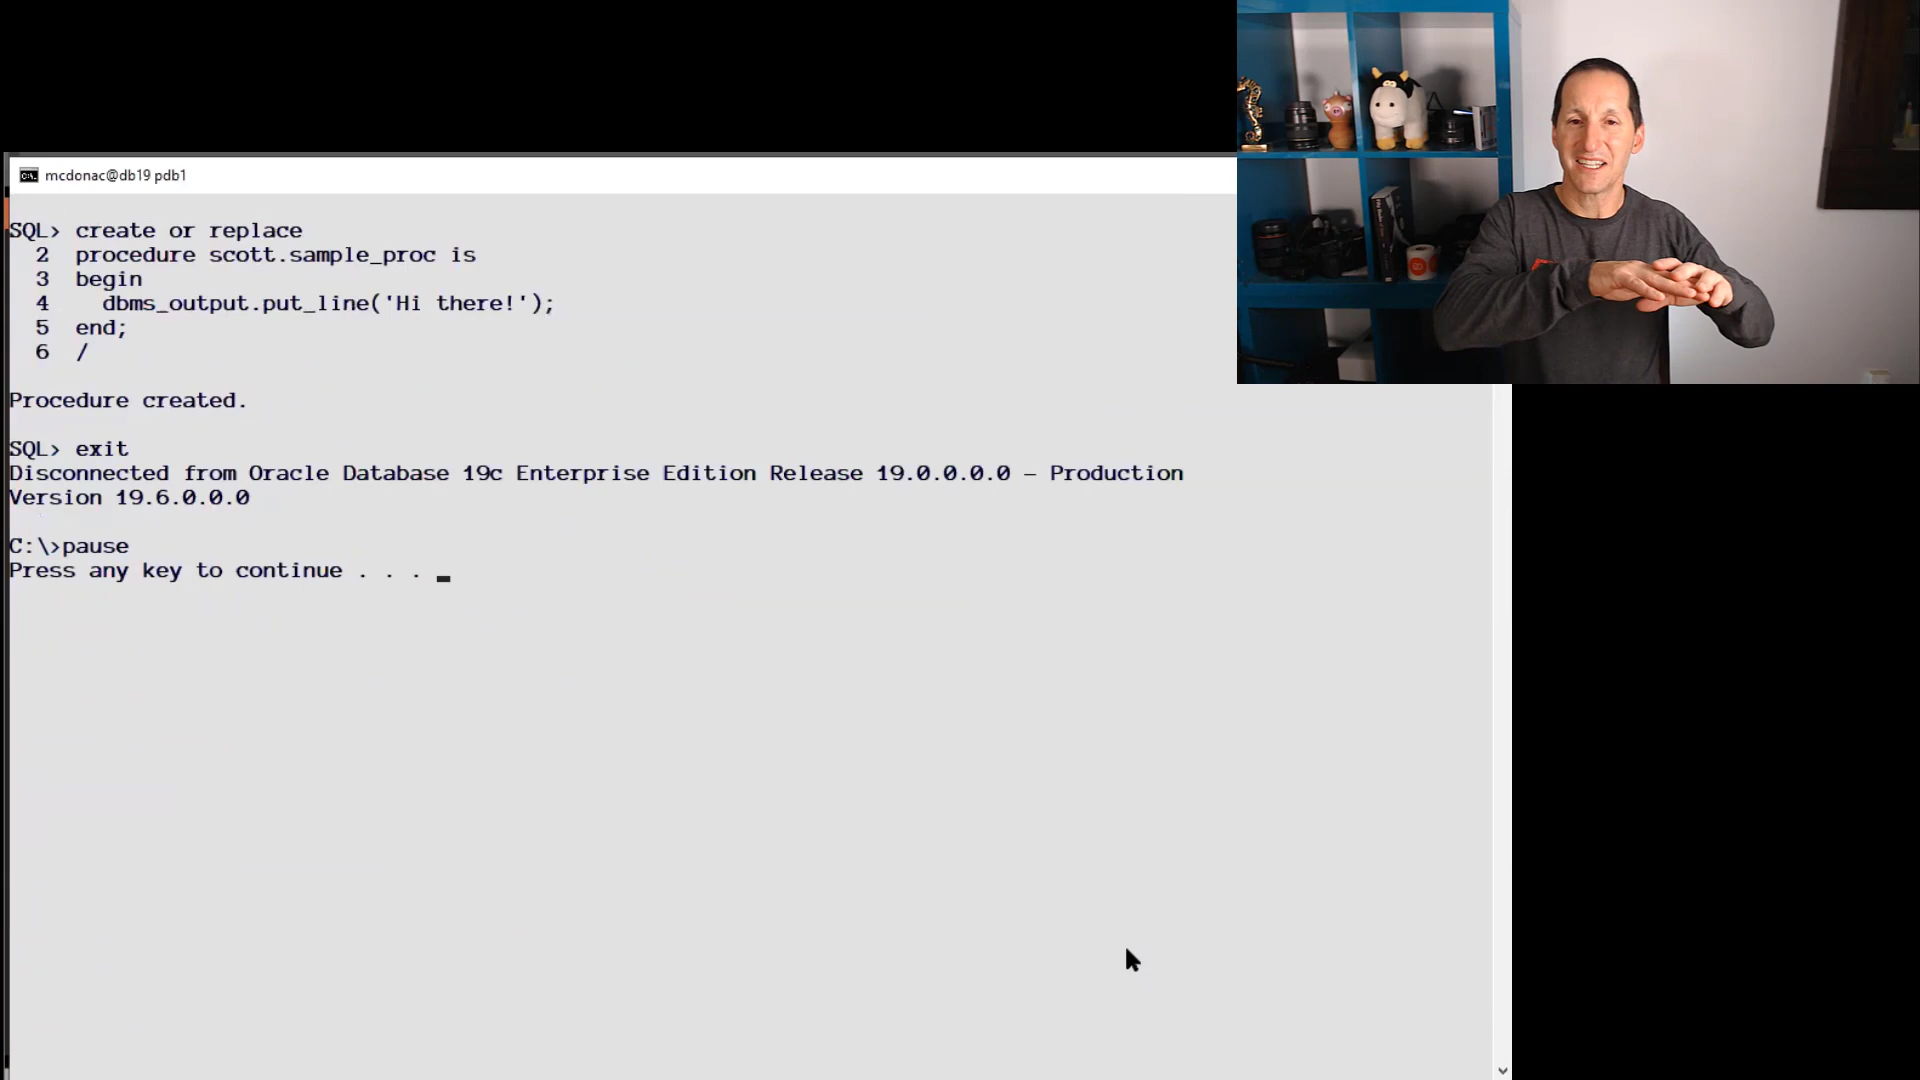 mcdonac@db19 pdb1
SQL> create or replace
2 procedure scott.sample_proc is
3 begin
4 dbms_output.put_line('Hi there!');
5 end;
6 /
Procedure created.
SQL> exit
Disconnected from Oracle Database 19c Enterprise Edition Release 19.0.0.0.0 - Production
Version 19.6.0.0.0
C:\>pause
Press any key to continue . . .